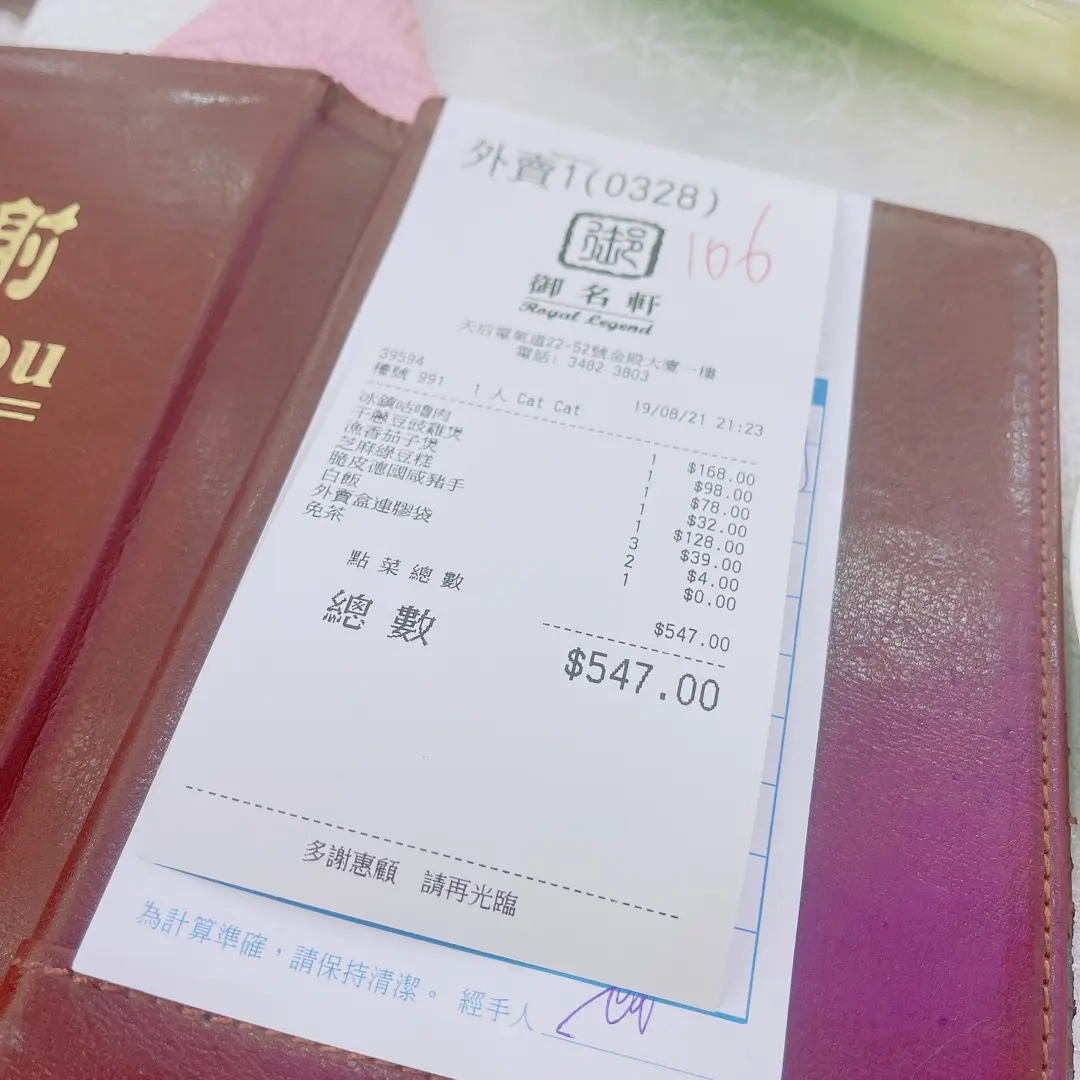 謝
ou
外賣1(0328)
106
御
御名軒
Royal Legend
天后電氣道22-52號金殿大廈一樓
電話: 3482 3803
39594
檯號 991 1 人 Cat Cat 19/08/21 21:23
冰鎮咕嚕肉 1 $168.00
干蔥豆豉雞煲 1 $98.00
漁香茄子煲 1 $78.00
芝麻綠豆糕 1 $32.00
脆皮德國咸豬手 1 $128.00
白飯 3 $39.00
外賣盒連膠袋 2 $4.00
免茶 1 $0.00
點菜總數 $547.00
總數 $547.00
多謝惠顧 請再光臨
為計算準確，請保持清潔。 經手人